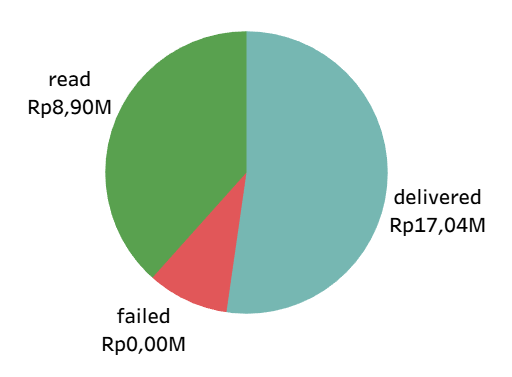 read
Rp8,90M
delivered
Rp17,04M
failed
Rp0,00M